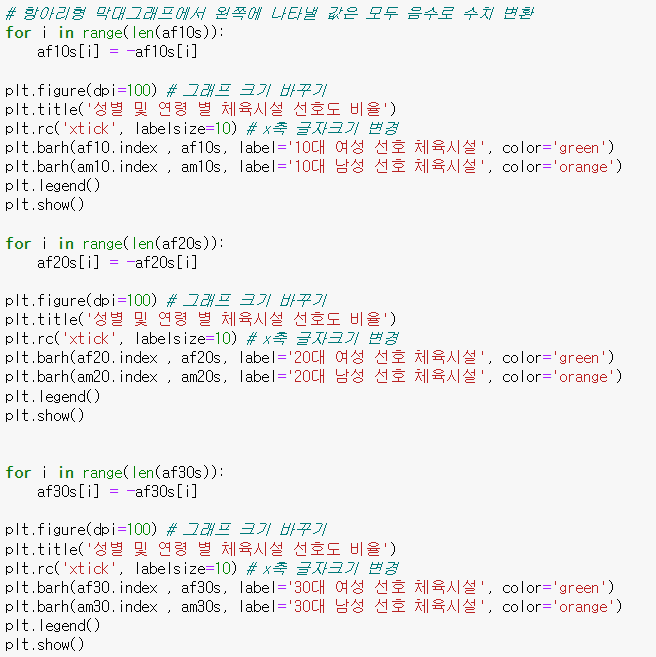 # 항아리형 막대그래프에서 왼쪽에 나타낼 값은 모두 음수로 수치 변환
for i in range(len(af10s)):
    af10s[i] = -af10s[i]

plt.figure(dpi=100) # 그래프 크기 바꾸기
plt.title('성별 및 연령 별 체육시설 선호도 비율')
plt.rc('xtick', labelsize=10) # x축 글자크기 변경
plt.barh(af10.index , af10s, label='10대 여성 선호 체육시설', color='green')
plt.barh(am10.index , am10s, label='10대 남성 선호 체육시설', color='orange')
plt.legend()
plt.show()

for i in range(len(af20s)):
    af20s[i] = -af20s[i]

plt.figure(dpi=100) # 그래프 크기 바꾸기
plt.title('성별 및 연령 별 체육시설 선호도 비율')
plt.rc('xtick', labelsize=10) # x축 글자크기 변경
plt.barh(af20.index , af20s, label='20대 여성 선호 체육시설', color='green')
plt.barh(am20.index , am20s, label='20대 남성 선호 체육시설', color='orange')
plt.legend()
plt.show()

for i in range(len(af30s)):
    af30s[i] = -af30s[i]

plt.figure(dpi=100) # 그래프 크기 바꾸기
plt.title('성별 및 연령 별 체육시설 선호도 비율')
plt.rc('xtick', labelsize=10) # x축 글자크기 변경
plt.barh(af30.index , af30s, label='30대 여성 선호 체육시설', color='green')
plt.barh(am30.index , am30s, label='30대 남성 선호 체육시설', color='orange')
plt.legend()
plt.show()